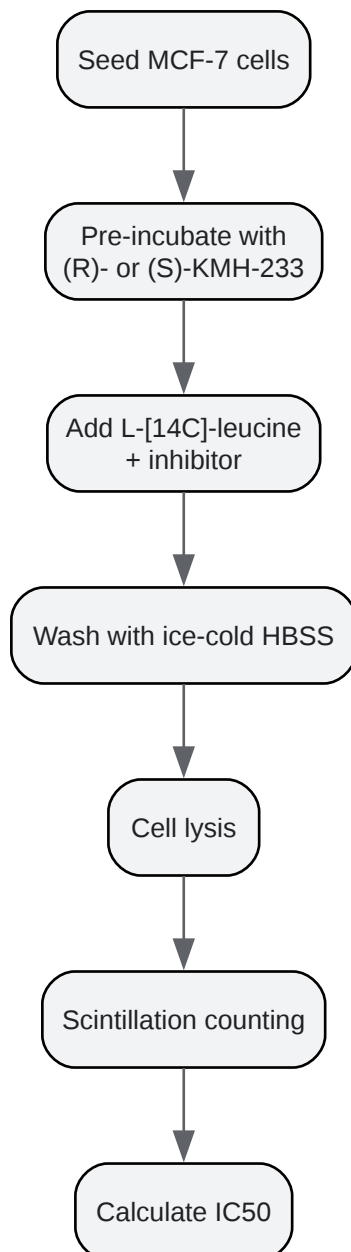 Seed MCF-7 cells
Pre-incubate with
(R)- or (S)-KMH-233
Add L-[14C]-leucine
+ inhibitor
Wash with ice-cold HBSS
Cell lysis
Scintillation counting
Calculate IC50